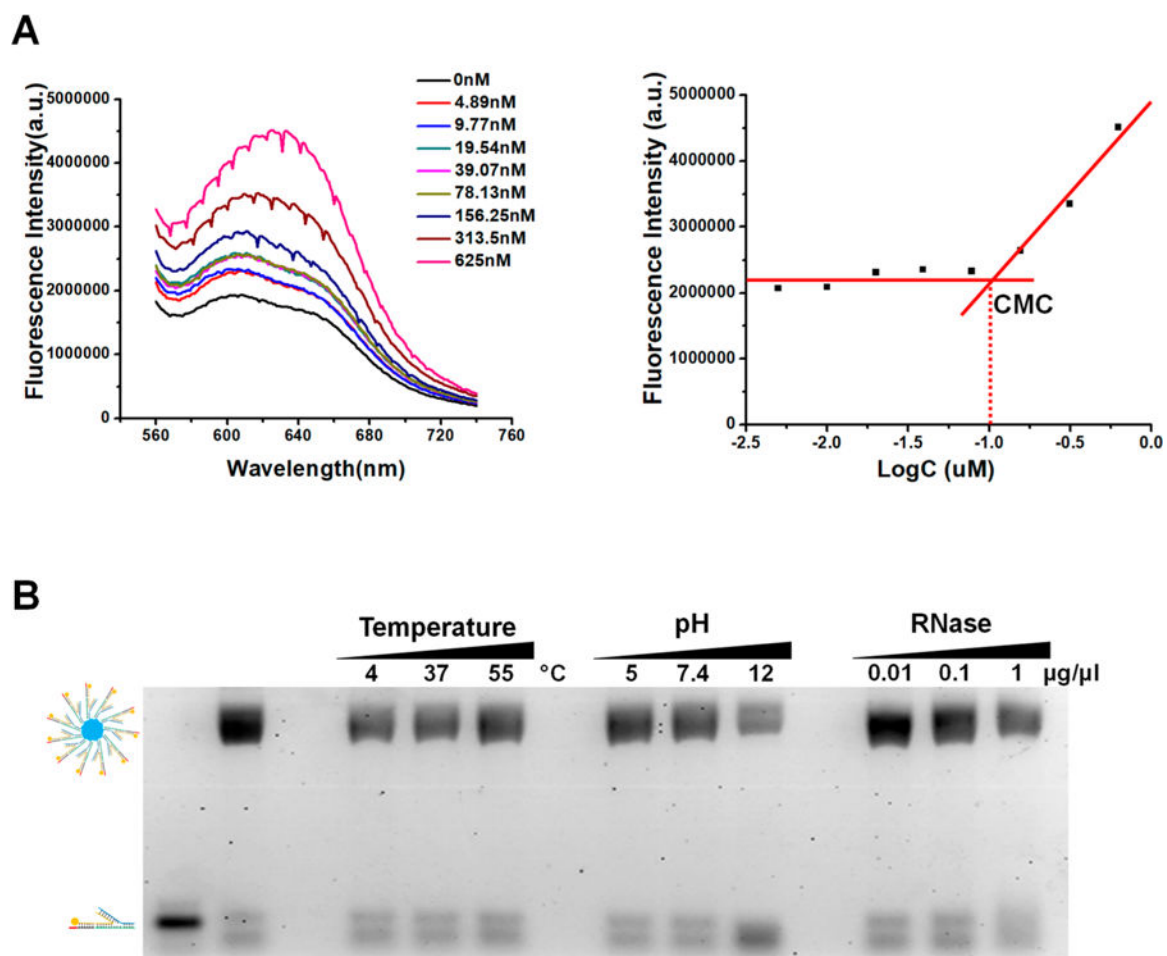 A
Fluorescence Intensity(a.u.)
5000000
4000000
3000000
2000000
1000000
0
560
600
640
680
720
760
Wavelength(nm)
0nM
4.89nM
9.77nM
19.54nM
39.07nM
78.13nM
156.25nM
313.5nM
625nM
Fluorescence Intensity (a.u.)
5000000
4000000
3000000
2000000
1000000
0
-2.5
-2.0
-1.5
-1.0
-0.5
0.0
LogC (uM)
CMC
B
Temperature
pH
RNase
4 37 55 °C
5 7.4 12
0.01 0.1 1 µg/µl